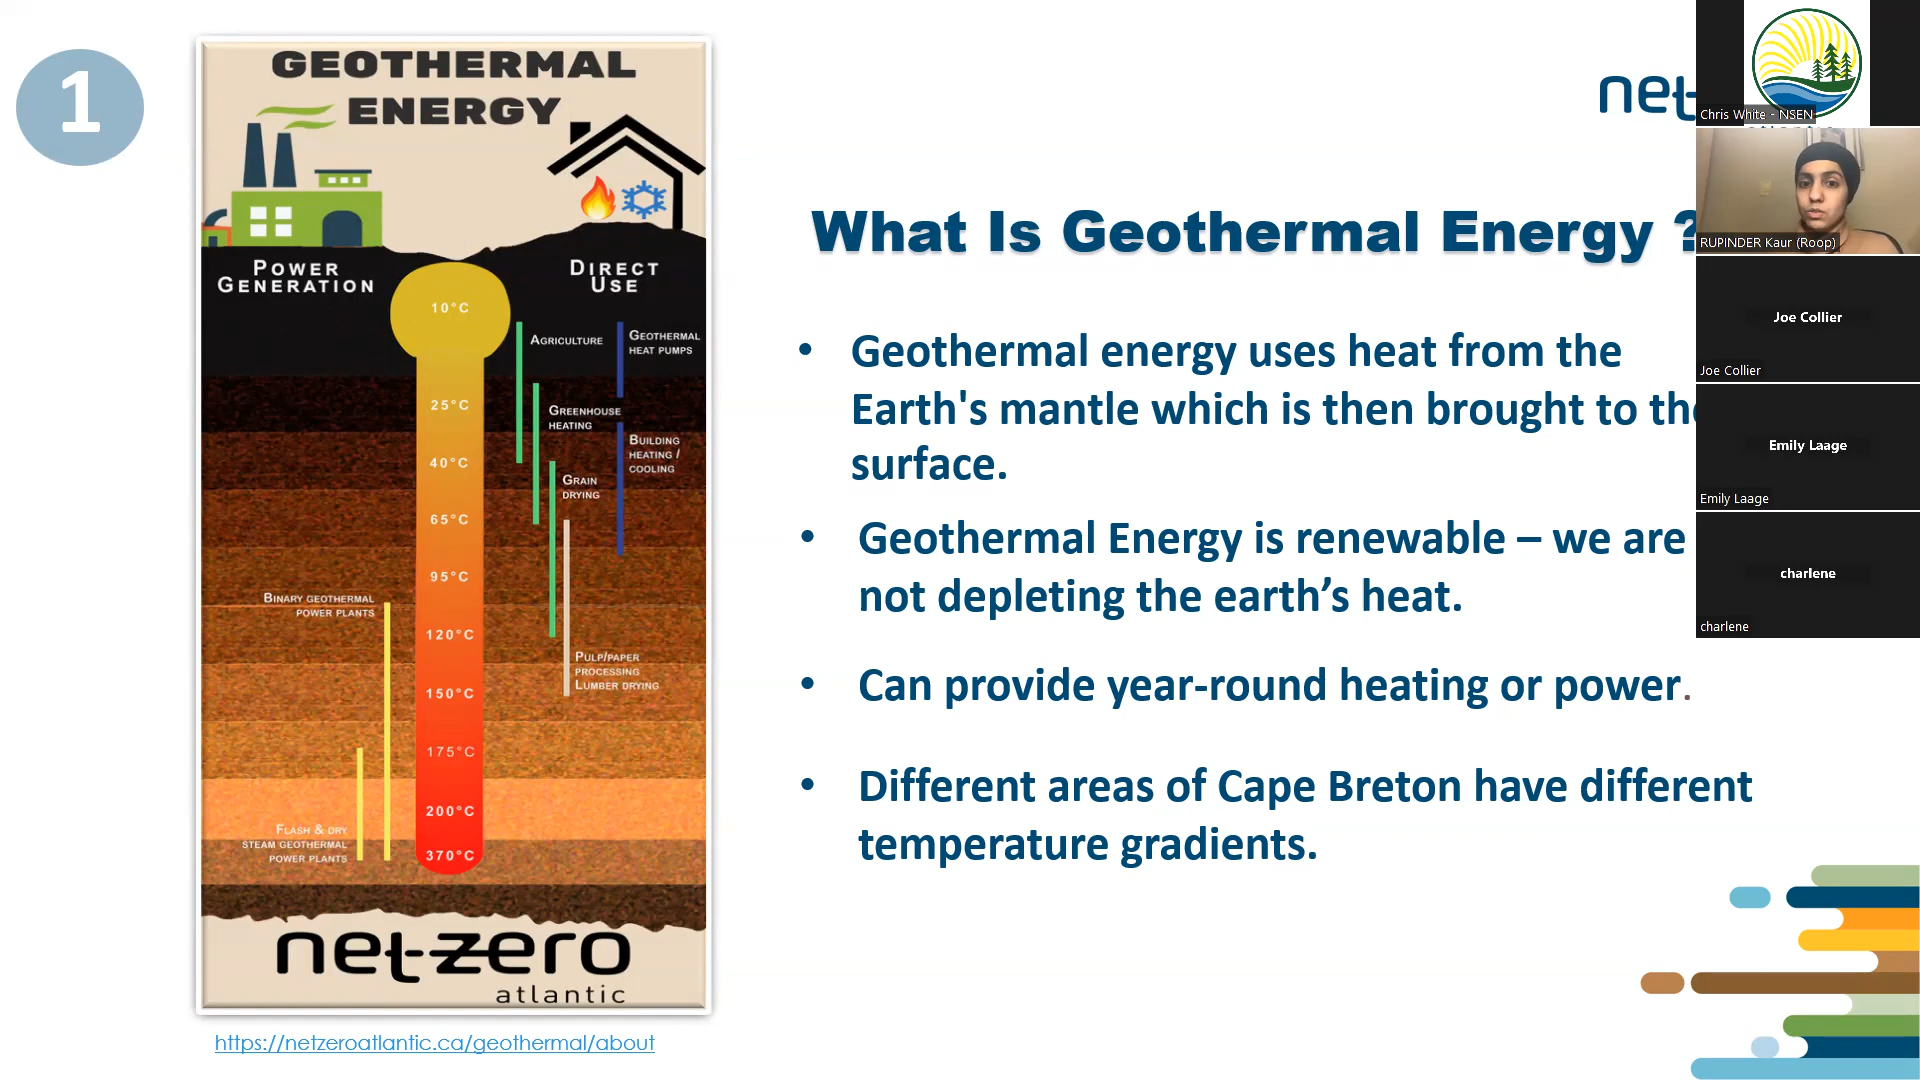 1
GEOTHERMAL
ENERGY
POWER
GENERATION
DIRECT
USE
10°C
25°C
40°C
65°C
95°C
120°C
150°C
175°C
200°C
370°C
AGRICULTURE
GEOTHERMAL
HEAT PUMPS
GREENHOUSE
HEATING
BUILDING
HEATING /
COOLING
GRAIN
DRYING
BINARY GEOTHERMAL
POWER PLANTS
PULP/PAPER
PROCESSING
LUMBER DRYING
FLASH & DRY
STEAM GEOTHERMAL
POWER PLANTS
net-zero
atlantic
https://netzeroatlantic.ca/geothermal/about
net
What Is Geothermal Energy ?
• Geothermal energy uses heat from the
Earth's mantle which is then brought to the
surface.
• Geothermal Energy is renewable – we are
not depleting the earth’s heat.
• Can provide year-round heating or power.
• Different areas of Cape Breton have different
temperature gradients.
Chris White - NSEN
RUPINDER Kaur (Roop)
Joe Collier
Joe Collier
Emily Laage
Emily Laage
charlene
charlene